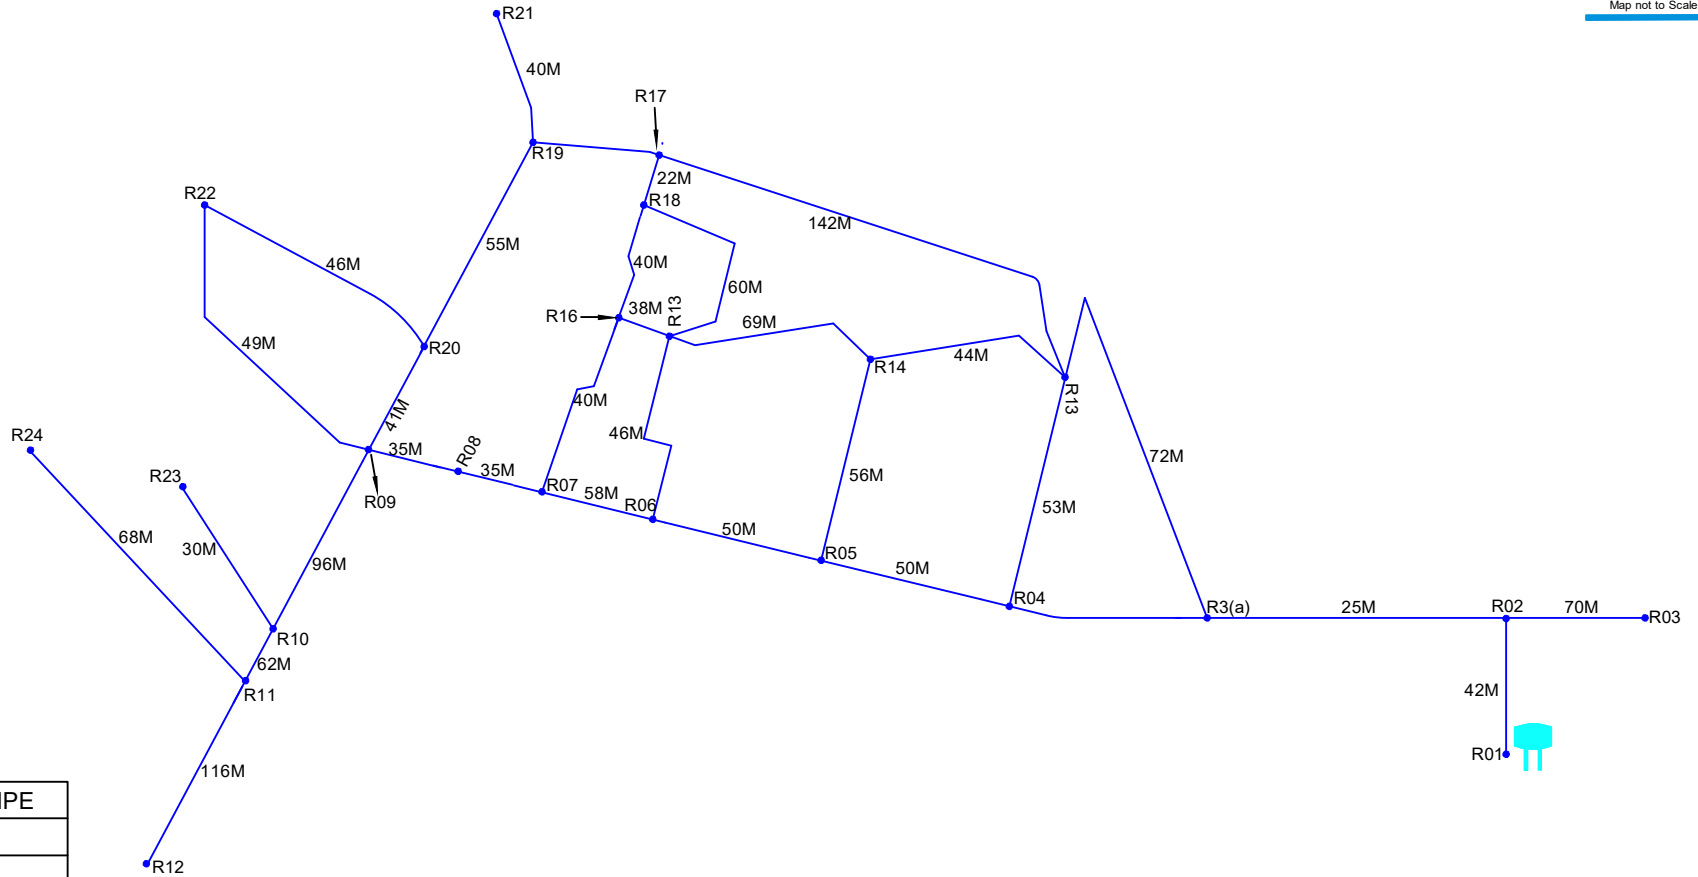 Map not to Scale
R21
40M
R17
R19
22M
R22
R18
142M
55M
46M
40M
60M
38M
R13
R16
69M
49M
R20
44M
R14
R13
40M
41M
46M
R24
35M
R08
72M
R23
35M
R07
56M
58M
R09
R06
53M
50M
68M
30M
R05
96M
50M
R04
R3(a)
25M
R02
70M
R03
R10
62M
R11
42M
R01
116M
IPE
R12